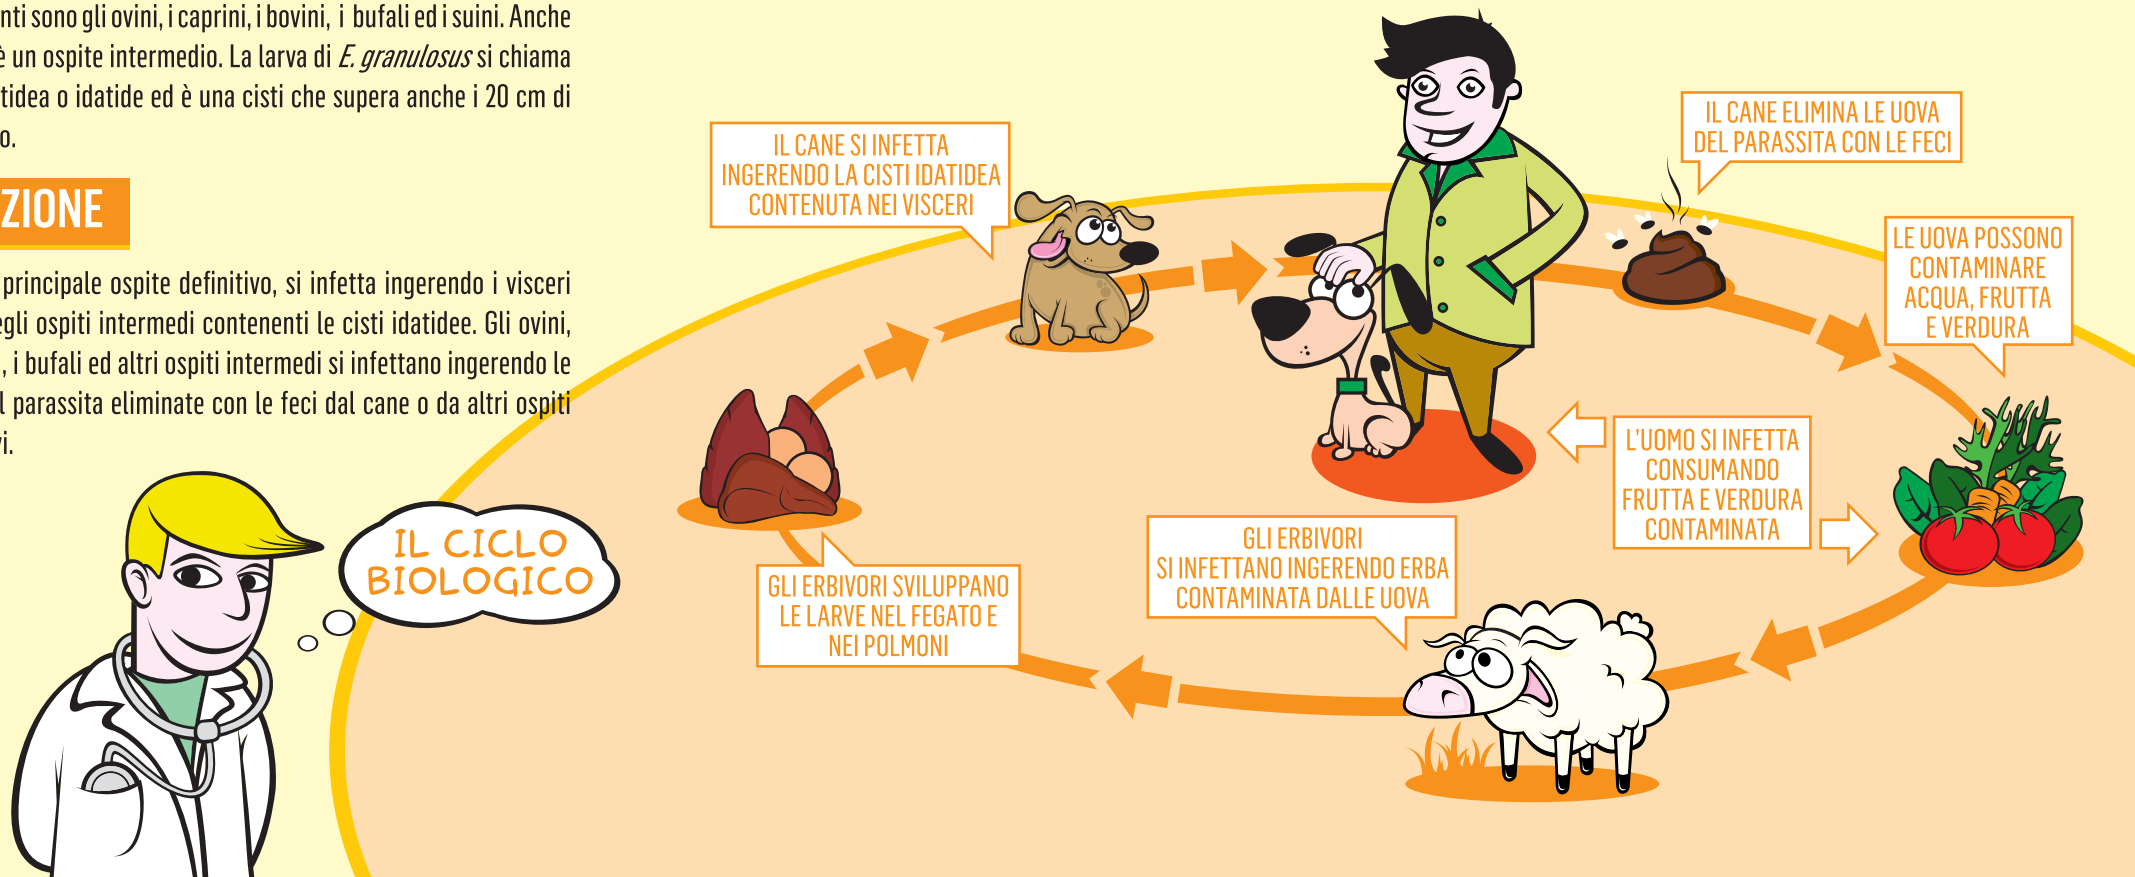 nti sono gli ovini, i caprini, i bovini, i bufali ed i suini. Anche
è un ospite intermedio. La larva di E. granulosus si chiama
tidea o idatide ed è una cisti che supera anche i 20 cm di
o.
ZIONE
principale ospite definitivo, si infetta ingerendo i visceri
egli ospiti intermedi contenenti le cisti idatidee. Gli ovini,
, i bufali ed altri ospiti intermedi si infettano ingerendo le
l parassita eliminate con le feci dal cane o da altri ospiti
vi.
IL CICLO
BIOLOGICO
IL CANE SI INFETTA
INGERENDO LA CISTI IDATIDEA
CONTENUTA NEI VISCERI
IL CANE ELIMINA LE UOVA
DEL PARASSITA CON LE FECI
LE UOVA POSSONO
CONTAMINARE
ACQUA, FRUTTA
E VERDURA
L'UOMO SI INFETTA
CONSUMANDO
FRUTTA E VERDURA
CONTAMINATA
GLI ERBIVORI
SI INFETTANO INGERENDO ERBA
CONTAMINATA DALLE UOVA
GLI ERBIVORI SVILUPPANO
LE LARVE NEL FEGATO E
NEI POLMONI